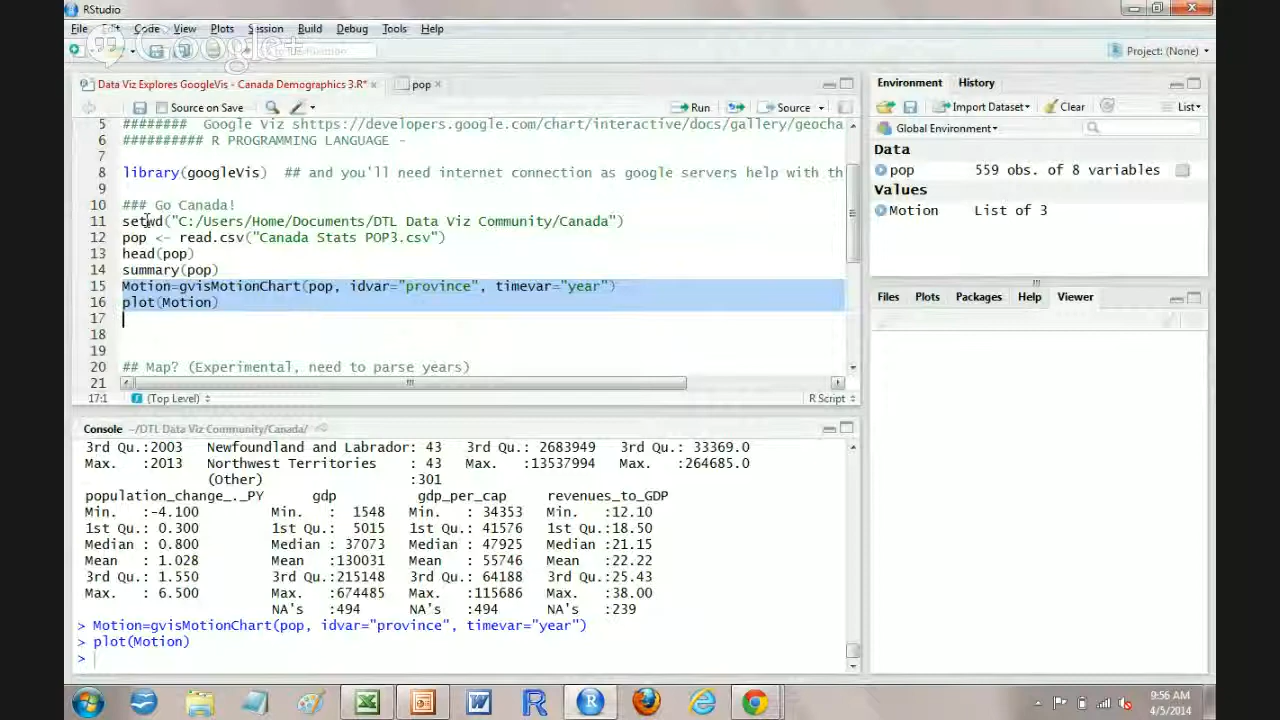 RStudio
File Edit Code View Plots Session Build Debug Tools Help
Google+
Project: (None)
Data Viz Explores GoogleVis - Canada Demographics 3.R* × pop ×
Source on Save Run Source
5 ######## Google Viz shttps://developers.google.com/chart/interactive/docs/gallery/geocha
6 ########## R PROGRAMMING LANGUAGE -
7
8 library(googleVis) ## and you'll need internet connection as google servers help with th
9
10 ### Go Canada!
11 setwd("C:/Users/Home/Documents/DTL Data Viz Community/Canada")
12 pop <- read.csv("Canada Stats POP3.csv")
13 head(pop)
14 summary(pop)
15 Motion=gvisMotionChart(pop, idvar="province", timevar="year")
16 plot(Motion)
17
18
19
20 ## Map? (Experimental, need to parse years)
21
17:1 (Top Level) R Script
Console ~/DTL Data Viz Community/Canada/
3rd Qu.:2003 Newfoundland and Labrador: 43 3rd Qu.: 2683949 3rd Qu.: 33369.0
Max. :2013 Northwest Territories : 43 Max. :13537994 Max. :264685.0
(Other) :301
population_change_._PY gdp gdp_per_cap revenues_to_GDP
Min. :-4.100 Min. : 1548 Min. : 34353 Min. :12.10
1st Qu.: 0.300 1st Qu.: 5015 1st Qu.: 41576 1st Qu.:18.50
Median : 0.800 Median : 37073 Median : 47925 Median :21.15
Mean : 1.028 Mean :130031 Mean : 55746 Mean :22.22
3rd Qu.: 1.550 3rd Qu.:215148 3rd Qu.: 64188 3rd Qu.:25.43
Max. : 6.500 Max. :674485 Max. :115686 Max. :38.00
NA's :494 NA's :494 NA's :239
> Motion=gvisMotionChart(pop, idvar="province", timevar="year")
> plot(Motion)
>
Environment History
Import Dataset Clear List
Global Environment
Data
pop 559 obs. of 8 variables
Values
Motion List of 3
Files Plots Packages Help Viewer
9:56 AM
4/5/2014